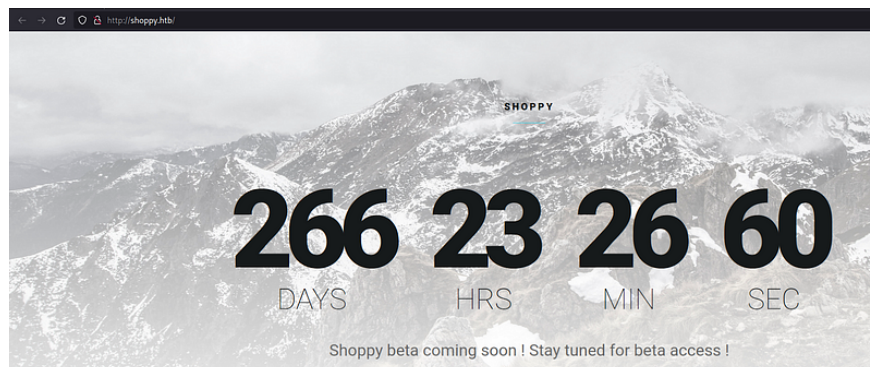 http://shoppy.htb/
SHOPPY
266 23 26 60
DAYS HRS MIN SEC
Shoppy beta coming soon ! Stay tuned for beta access !